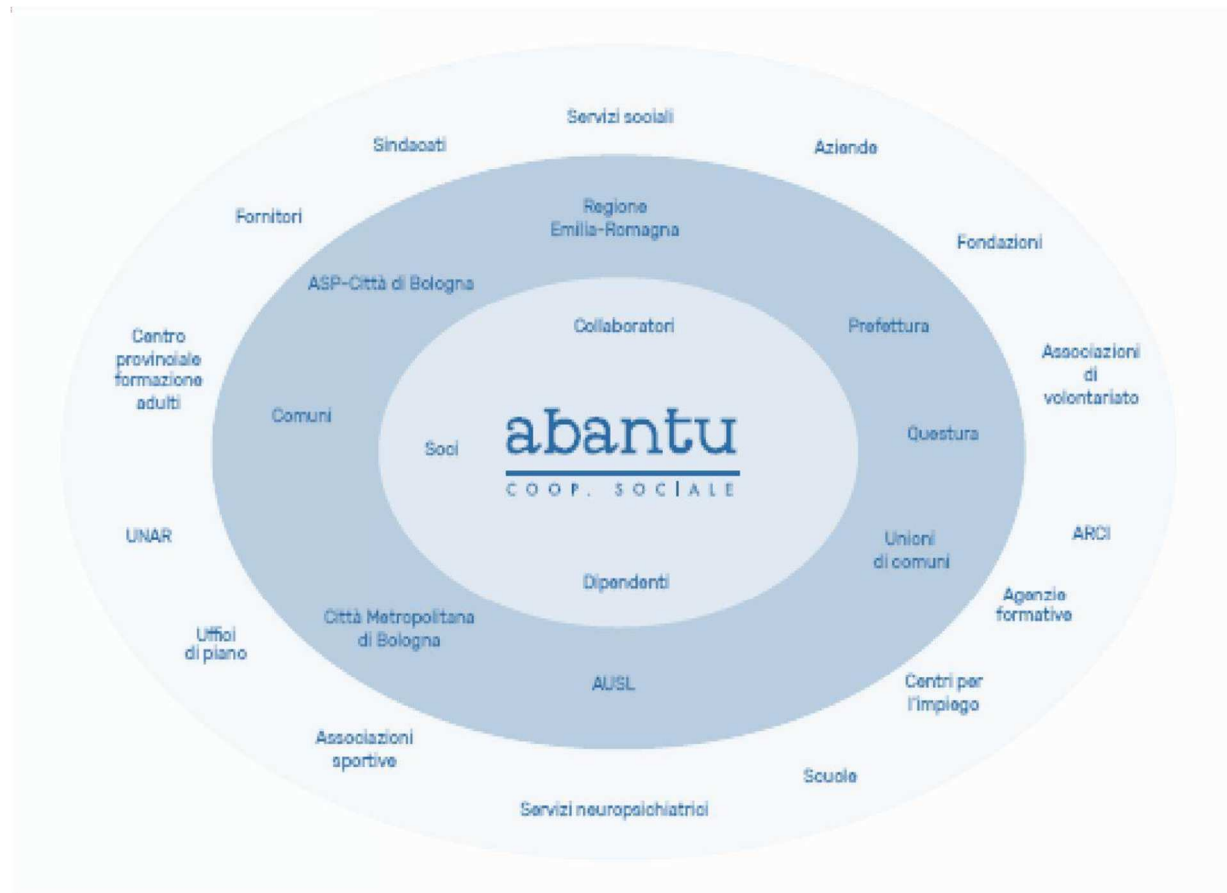 Servizi sociali
Sindacati
Aziende
Fornitori
Regione
Emilia-Romagna
Fondazioni
ASP-Città di Bologna
Collaboratori
Prefettura
Centro
provinciale
formazione
adulti
Associazioni
di
volontariato
Comuni
Soci
abantu
COOP. SOCIALE
Questura
UNAR
Unioni
di comuni
ARCI
Dipendenti
Agenzie
formative
Città Metropolitana
di Bologna
Uffici
di piano
AUSL
Centri per
l'impiego
Associazioni
sportive
Scuole
Servizi neuropsichiatrici